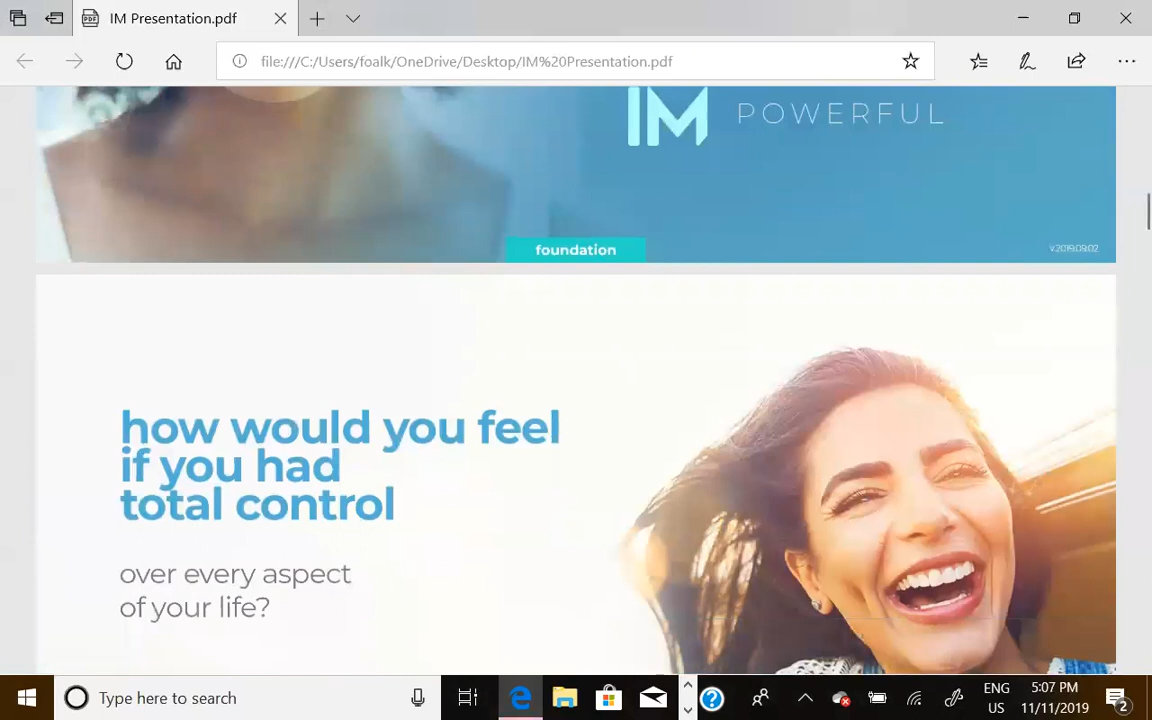 IM Presentation.pdf
file:///C:/Users/foalk/OneDrive/Desktop/IM%20Presentation.pdf
IM POWERFUL
foundation
v.2019.09.02
how would you feel
if you had
total control
over every aspect
of your life?
Type here to search
ENG
US
5:07 PM
11/11/2019
2